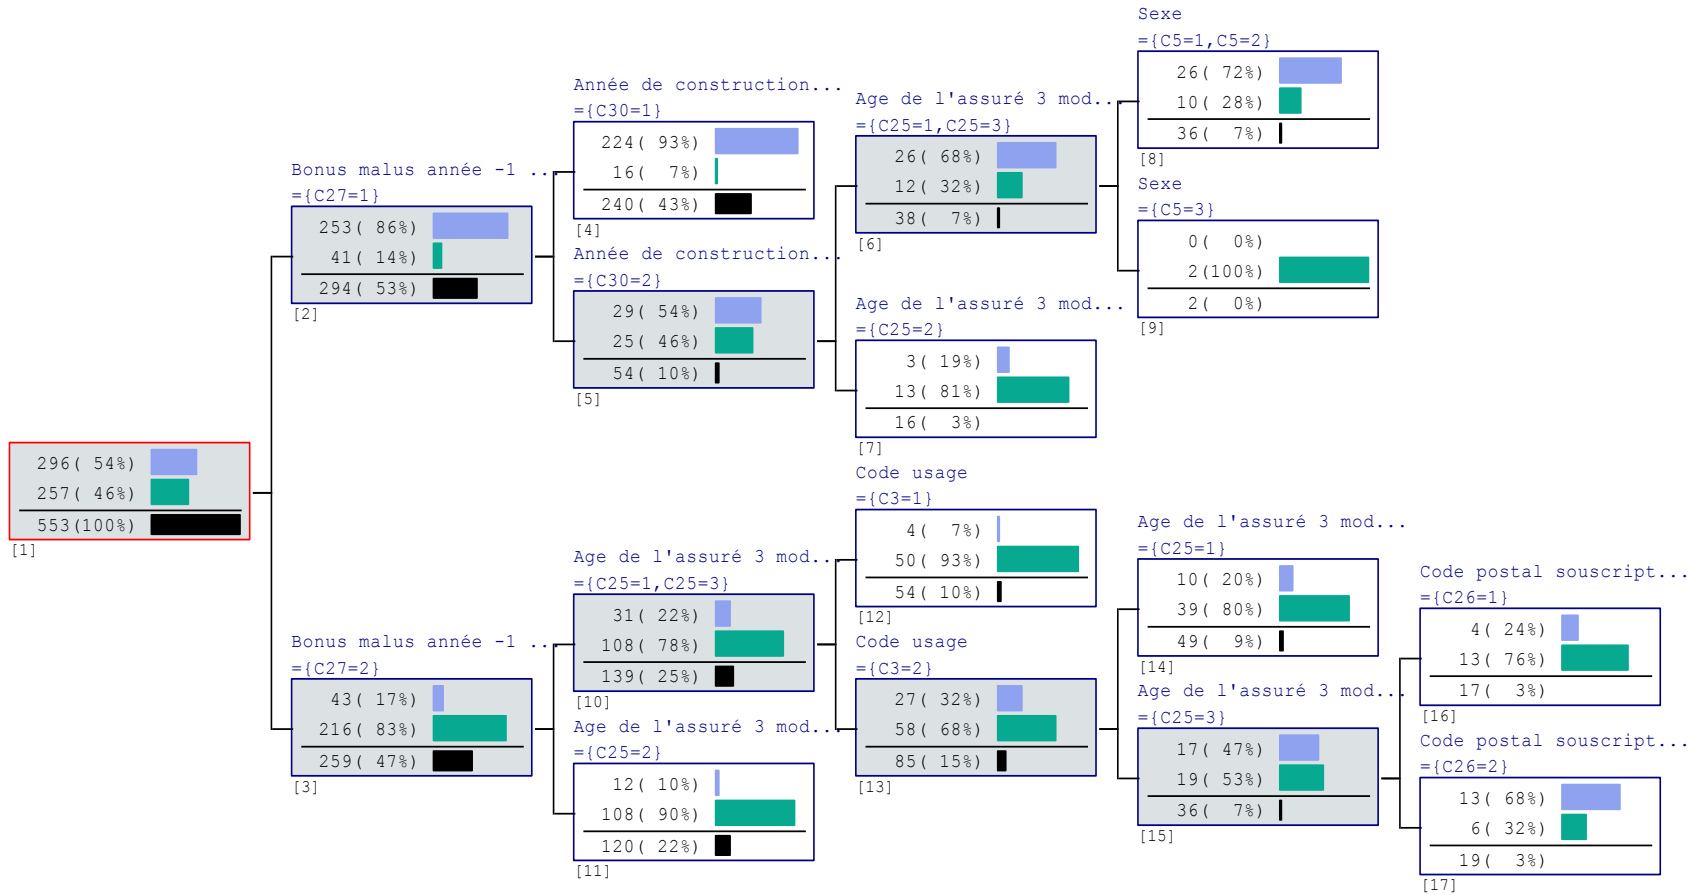 296( 54%)
257( 46%)
553(100%)
[1]
Bonus malus année -1 ...
={C27=1}
253( 86%)
41( 14%)
294( 53%)
[2]
Bonus malus année -1 ...
={C27=2}
43( 17%)
216( 83%)
259( 47%)
[3]
Année de construction...
={C30=1}
224( 93%)
16( 7%)
240( 43%)
[4]
Année de construction...
={C30=2}
29( 54%)
25( 46%)
54( 10%)
[5]
Age de l'assuré 3 mod...
={C25=1,C25=3}
31( 22%)
108( 78%)
139( 25%)
[10]
Age de l'assuré 3 mod...
={C25=2}
12( 10%)
108( 90%)
120( 22%)
[11]
Age de l'assuré 3 mod...
={C25=1,C25=3}
26( 68%)
12( 32%)
38( 7%)
[6]
Age de l'assuré 3 mod...
={C25=2}
3( 19%)
13( 81%)
16( 3%)
[7]
Code usage
={C3=1}
4( 7%)
50( 93%)
54( 10%)
[12]
Code usage
={C3=2}
27( 32%)
58( 68%)
85( 15%)
[13]
Sexe
={C5=1,C5=2}
26( 72%)
10( 28%)
36( 7%)
[8]
Sexe
={C5=3}
0( 0%)
2(100%)
2( 0%)
[9]
Age de l'assuré 3 mod...
={C25=1}
10( 20%)
39( 80%)
49( 9%)
[14]
Age de l'assuré 3 mod...
={C25=3}
17( 47%)
19( 53%)
36( 7%)
[15]
Code postal souscript...
={C26=1}
4( 24%)
13( 76%)
17( 3%)
[16]
Code postal souscript...
={C26=2}
13( 68%)
6( 32%)
19( 3%)
[17]